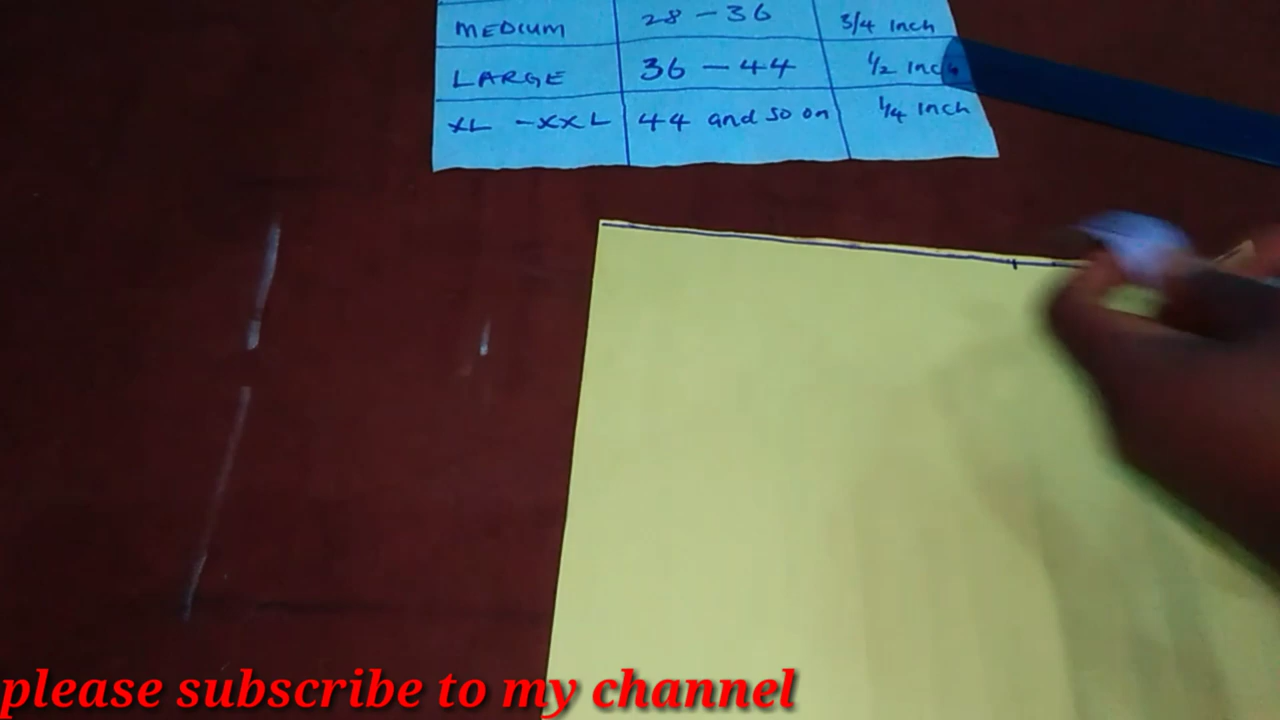 MEDIUM 28 - 36 3/4 Inch
LARGE 36 - 44 1/2 Inch
XL - XXL 44 and so on 1/4 Inch
please subscribe to my channel